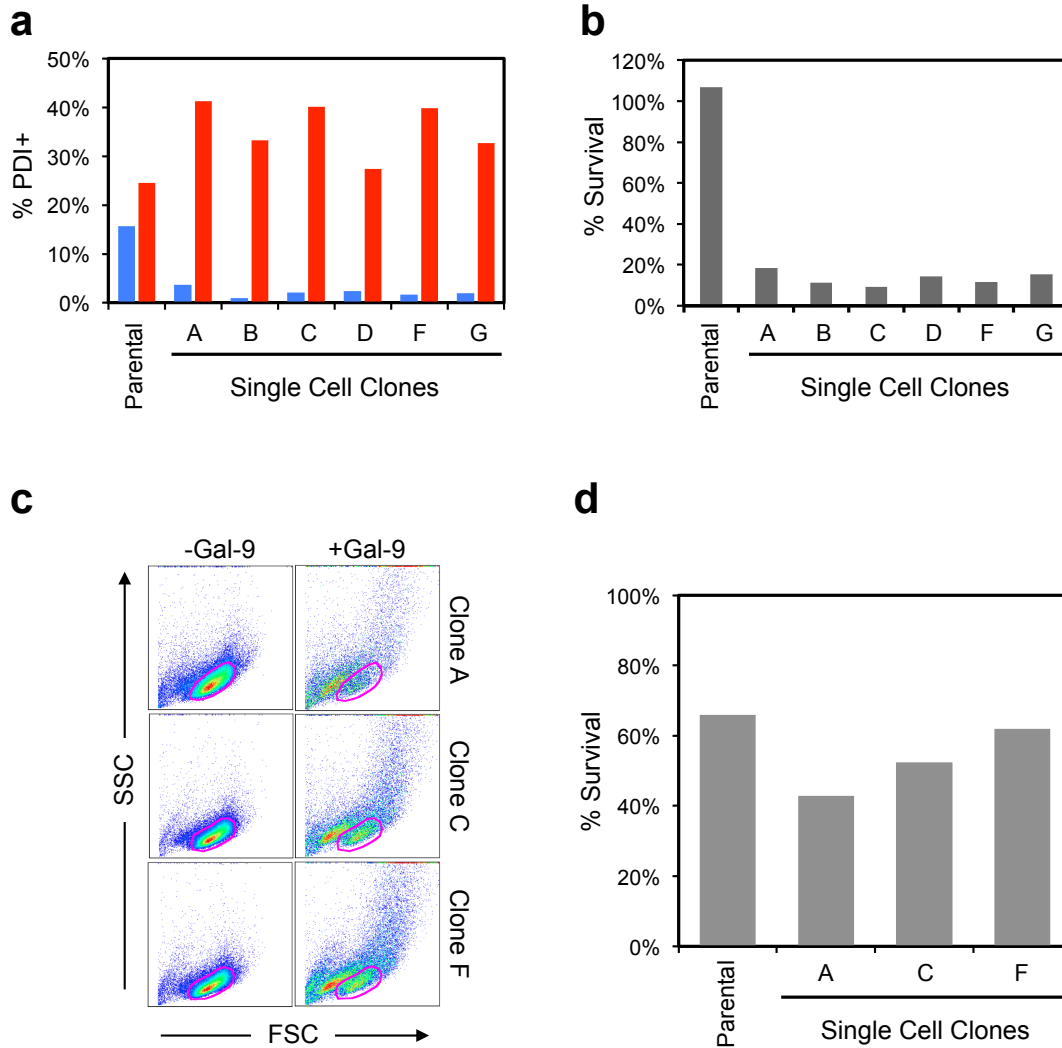 a
50%
40%
30%
20%
10%
0%
% PDI+
Parental
A B C D F G
Single Cell Clones
b
120%
100%
80%
60%
40%
20%
0%
% Survival
Parental
A B C D F G
Single Cell Clones
c
-Gal-9 +Gal-9
Clone A
Clone C
Clone F
SSC
FSC
d
100%
80%
60%
40%
20%
0%
% Survival
Parental
A C F
Single Cell Clones